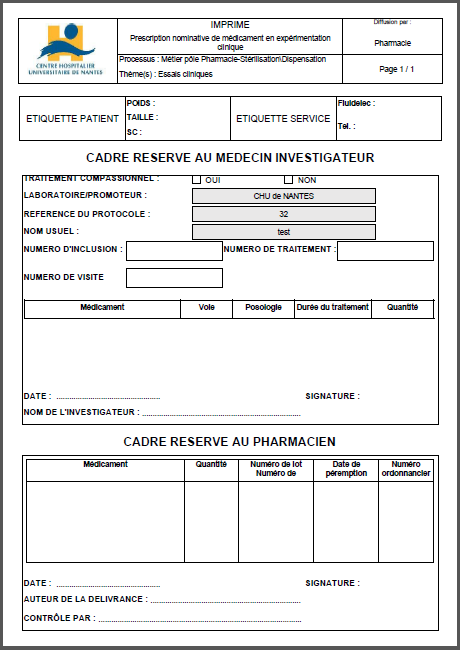 CENTRE HOSPITALIER
UNIVERSITAIRE DE NANTES
IMPRIME
Prescription nominative de médicament en expérimentation
clinique
Processus : Métier pôle Pharmacie-Stérilisation\Dispensation
Thème(s) : Essais cliniques
Diffusion par :
Pharmacie
Page 1 / 1
ETIQUETTE PATIENT
POIDS :
TAILLE :
SC :
ETIQUETTE SERVICE
Fluidelec :
Tel. :
CADRE RESERVE AU MEDECIN INVESTIGATEUR
TRAITEMENT COMPASSIONNEL : OUI NON
LABORATOIRE/PROMOTEUR : CHU de NANTES
REFERENCE DU PROTOCOLE : 32
NOM USUEL : test
NUMERO D'INCLUSION : NUMERO DE TRAITEMENT :
NUMERO DE VISITE
Médicament Voie Posologie Durée du traitement Quantité
DATE : SIGNATURE :
NOM DE L'INVESTIGATEUR :
CADRE RESERVE AU PHARMACIEN
Médicament Quantité Numéro de lot Date de Numéro
Numéro de péremption ordonnancier
DATE : SIGNATURE :
AUTEUR DE LA DELIVRANCE :
CONTRÔLE PAR :